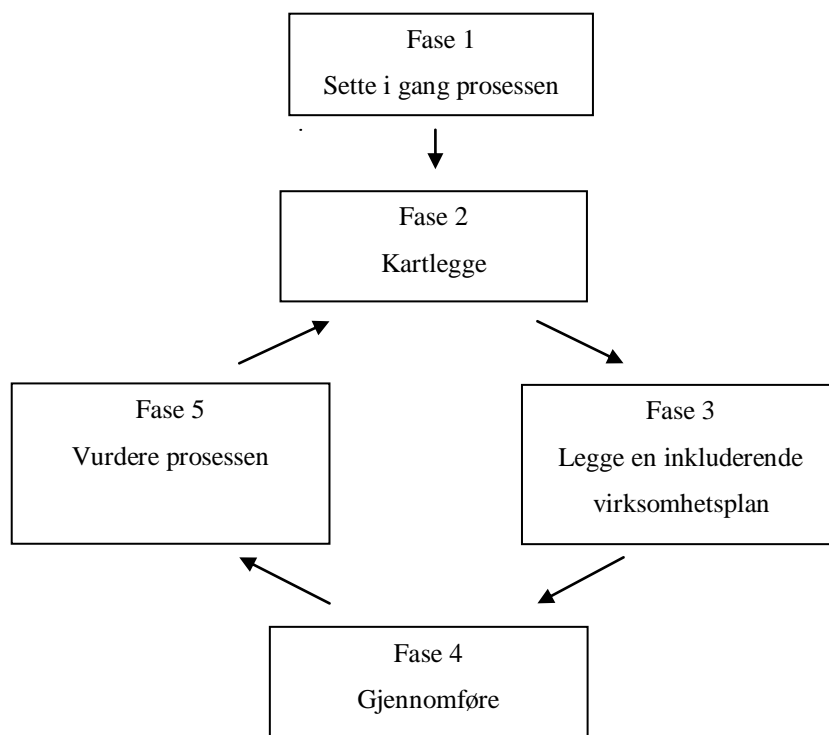 Fase 1
Sette i gang prosessen
Fase 2
Kartlegge
Fase 5
Vurdere prosessen
Fase 3
Legge en inkluderende
virksomhetsplan
Fase 4
Gjennomføre